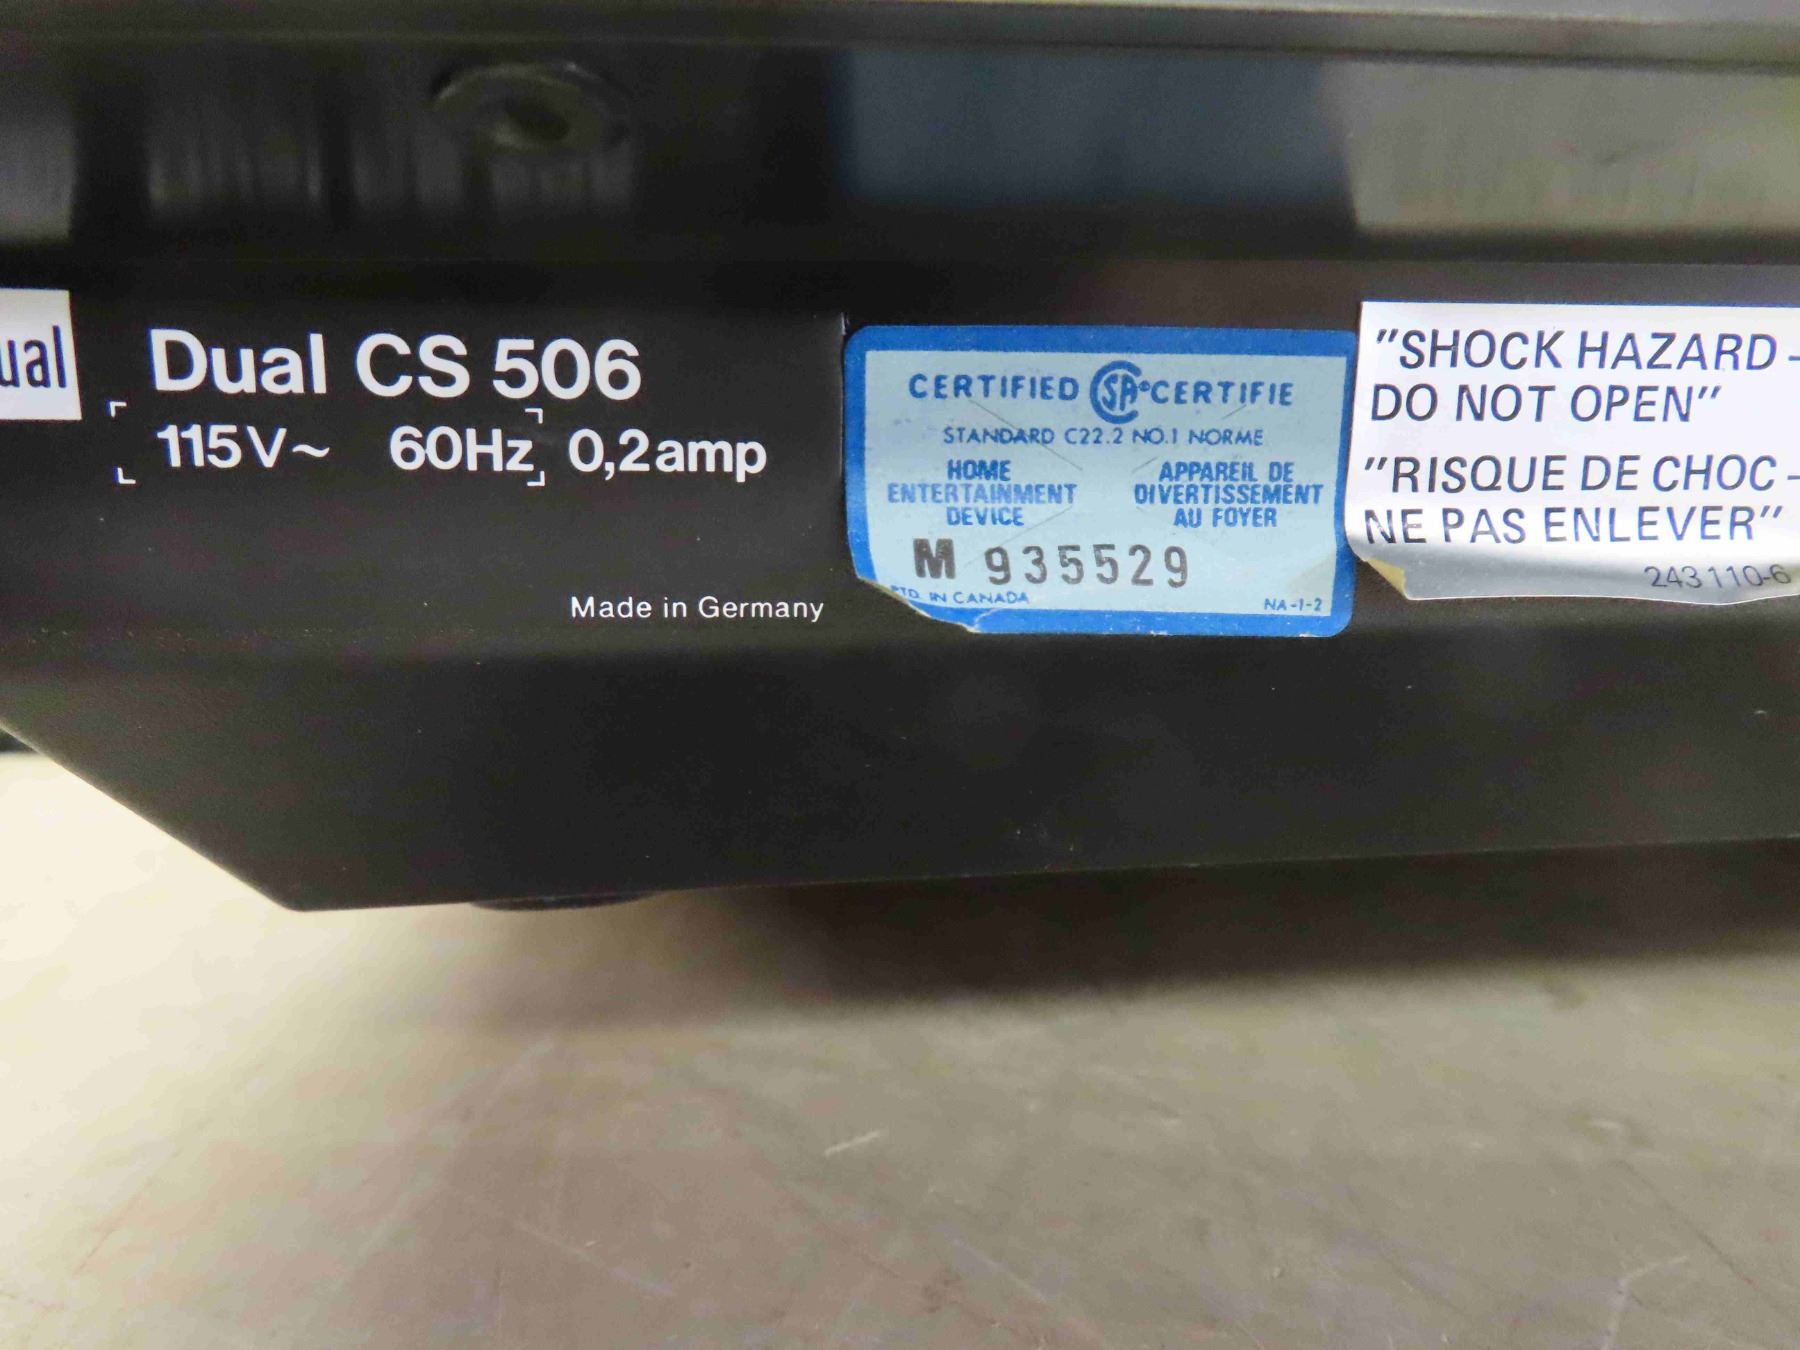 Dual CS 506
115V~ 60Hz, 0,2amp
Made in Germany
CERTIFIED CSA CERTIFIE
STANDARD C22.2 NO.1 NORME
HOME ENTERTAINMENT DEVICE
APPAREIL DE DIVERTISSEMENT AU FOYER
M 935529
IN CANADA
NA-1-2
"SHOCK HAZARD -
DO NOT OPEN"
"RISQUE DE CHOC -
NE PAS ENLEVER"
243110-6